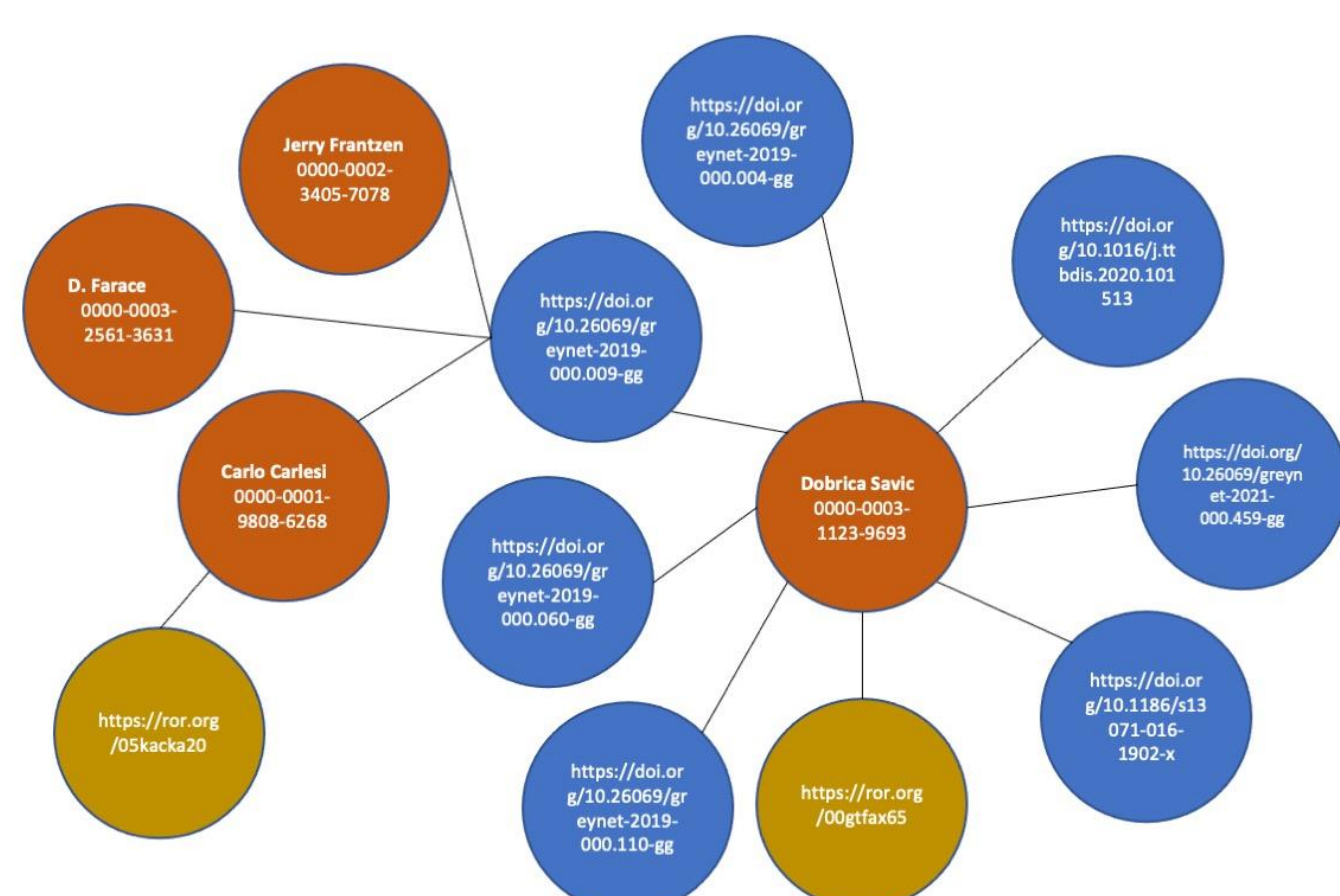 Jerry Frantzen
0000-0002-
3405-7078
D. Farace
0000-0003-
2561-3631
Carlo Carlesi
0000-0001-
9808-6268
https://ror.org
/05kacka20
https://doi.or
g/10.26069/gr
eynet-2019-
000.009-gg
https://doi.or
g/10.26069/gr
eynet-2019-
000.004-gg
https://doi.or
g/10.1016/j.tt
bdis.2020.101
513
https://doi.org/
10.26069/greyn
et-2021-
000.459-gg
Dobrica Savic
0000-0003-
1123-9693
https://doi.or
g/10.26069/gr
eynet-2019-
000.060-gg
https://doi.or
g/10.1186/s13
071-016-
1902-x
https://doi.or
g/10.26069/gr
eynet-2019-
000.110-gg
https://ror.org
/00gtfax65